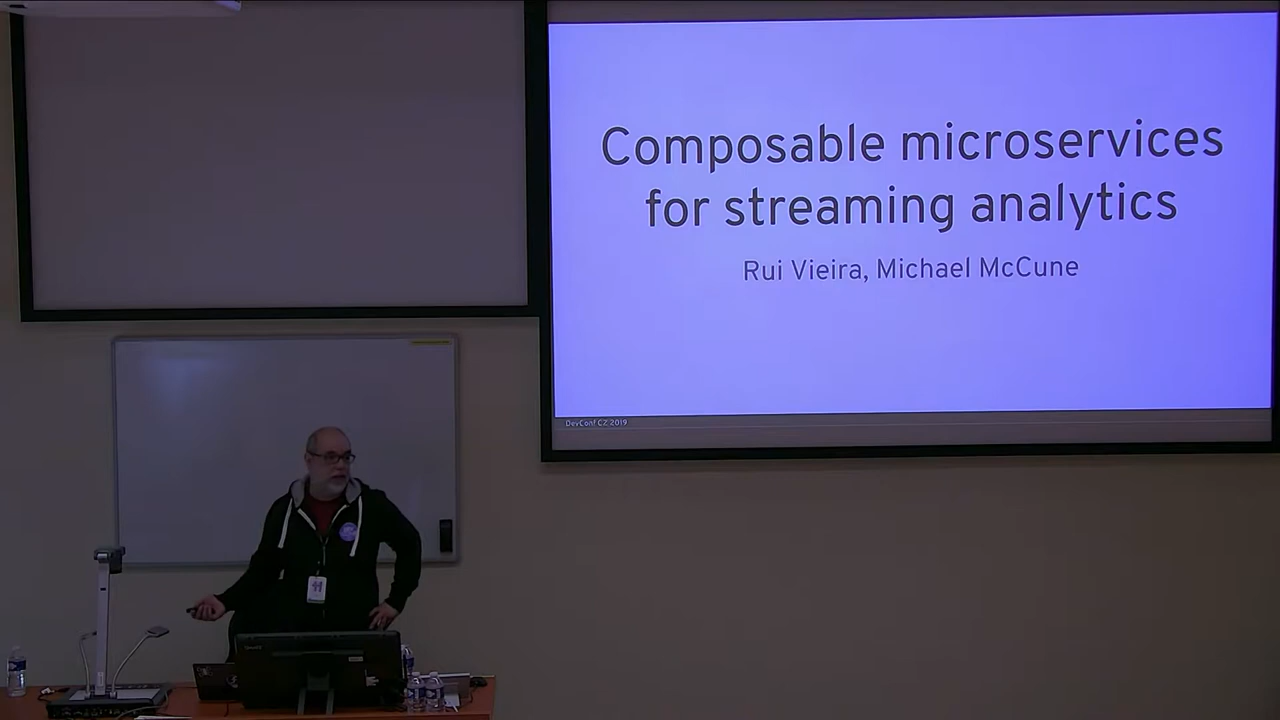 Composable microservices
for streaming analytics
Rui Vieira, Michael McCune
DevConf CZ 2019